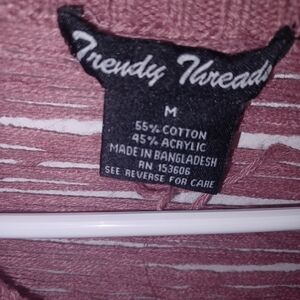 Trendy Threads
M
55% COTTON
45% ACRYLIC
MADE IN BANGLADESH
RN 153606
SEE REVERSE FOR CARE